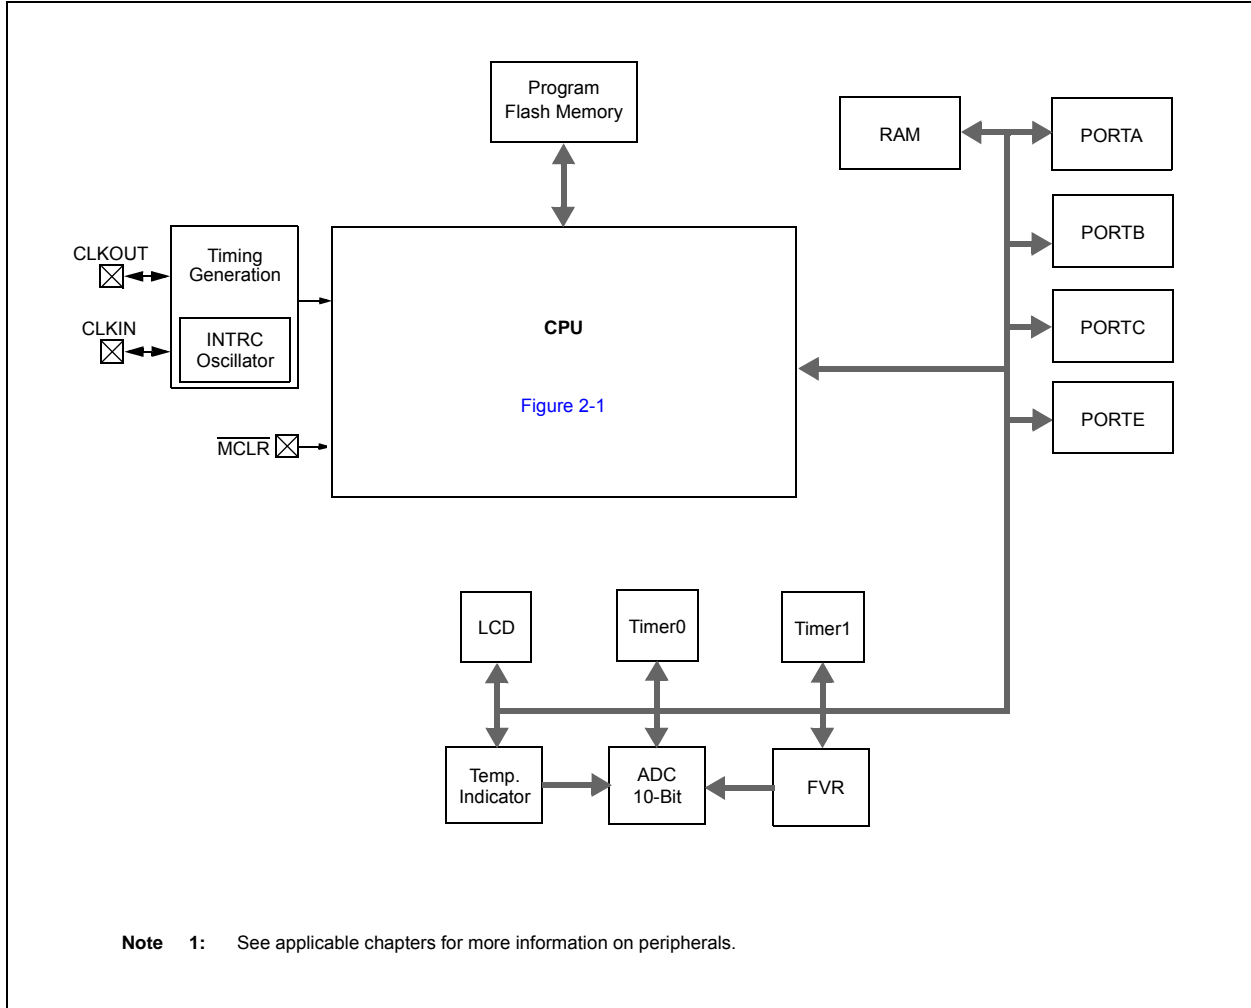 Program
Flash Memory
RAM
PORTA
PORTB
PORTC
PORTE
CLKOUT
CLKIN
Timing
Generation
INTRC
Oscillator
MCLR
CPU
Figure 2-1
LCD
Timer0
Timer1
Temp.
Indicator
ADC
10-Bit
FVR
Note 1: See applicable chapters for more information on peripherals.